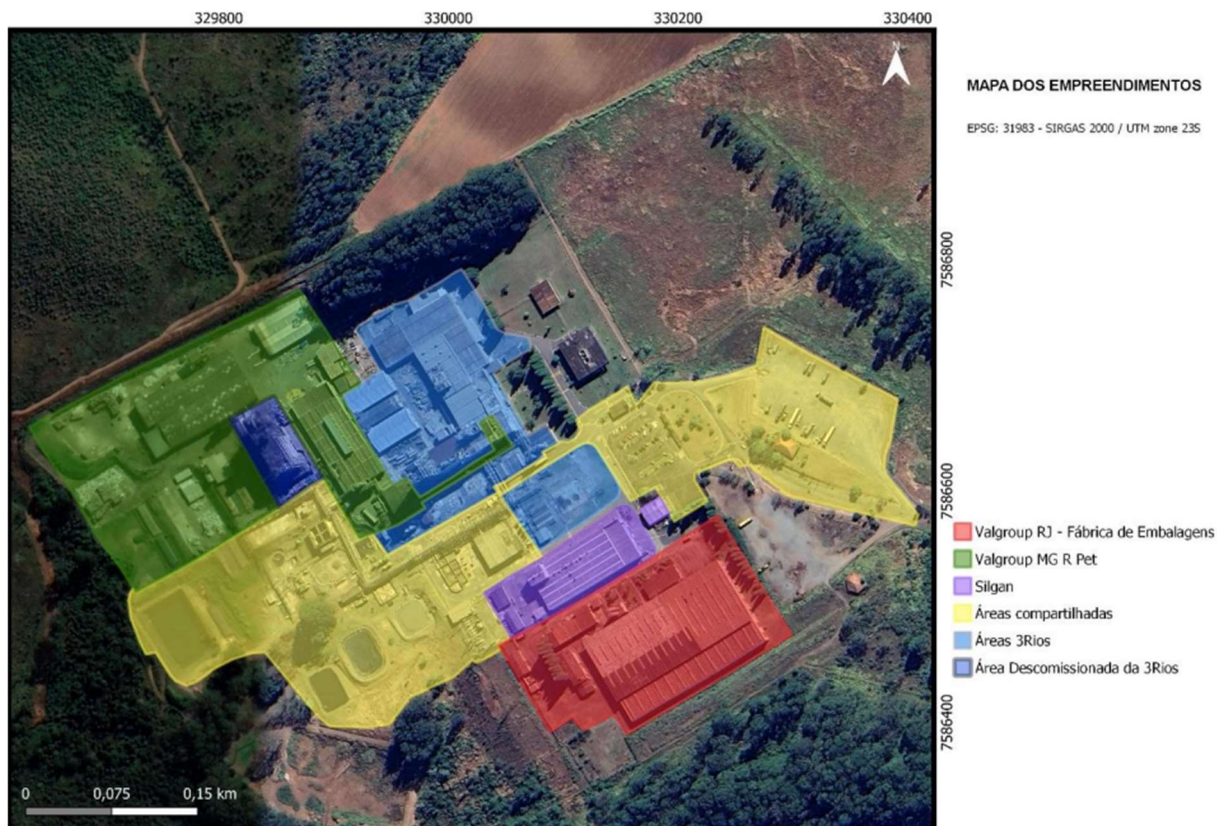 329800 330000 330200 330400
N
MAPA DOS EMPREENDIMENTOS
EPSG: 31983 - SIRGAS 2000 / UTM zone 23S
7586800
7586600
7586400
Valgroup RJ - Fábrica de Embalagens
Valgroup MG R Pet
Silgan
Áreas compartilhadas
Áreas 3Rios
Área Descomissionada da 3Rios
0 0,075 0,15 km